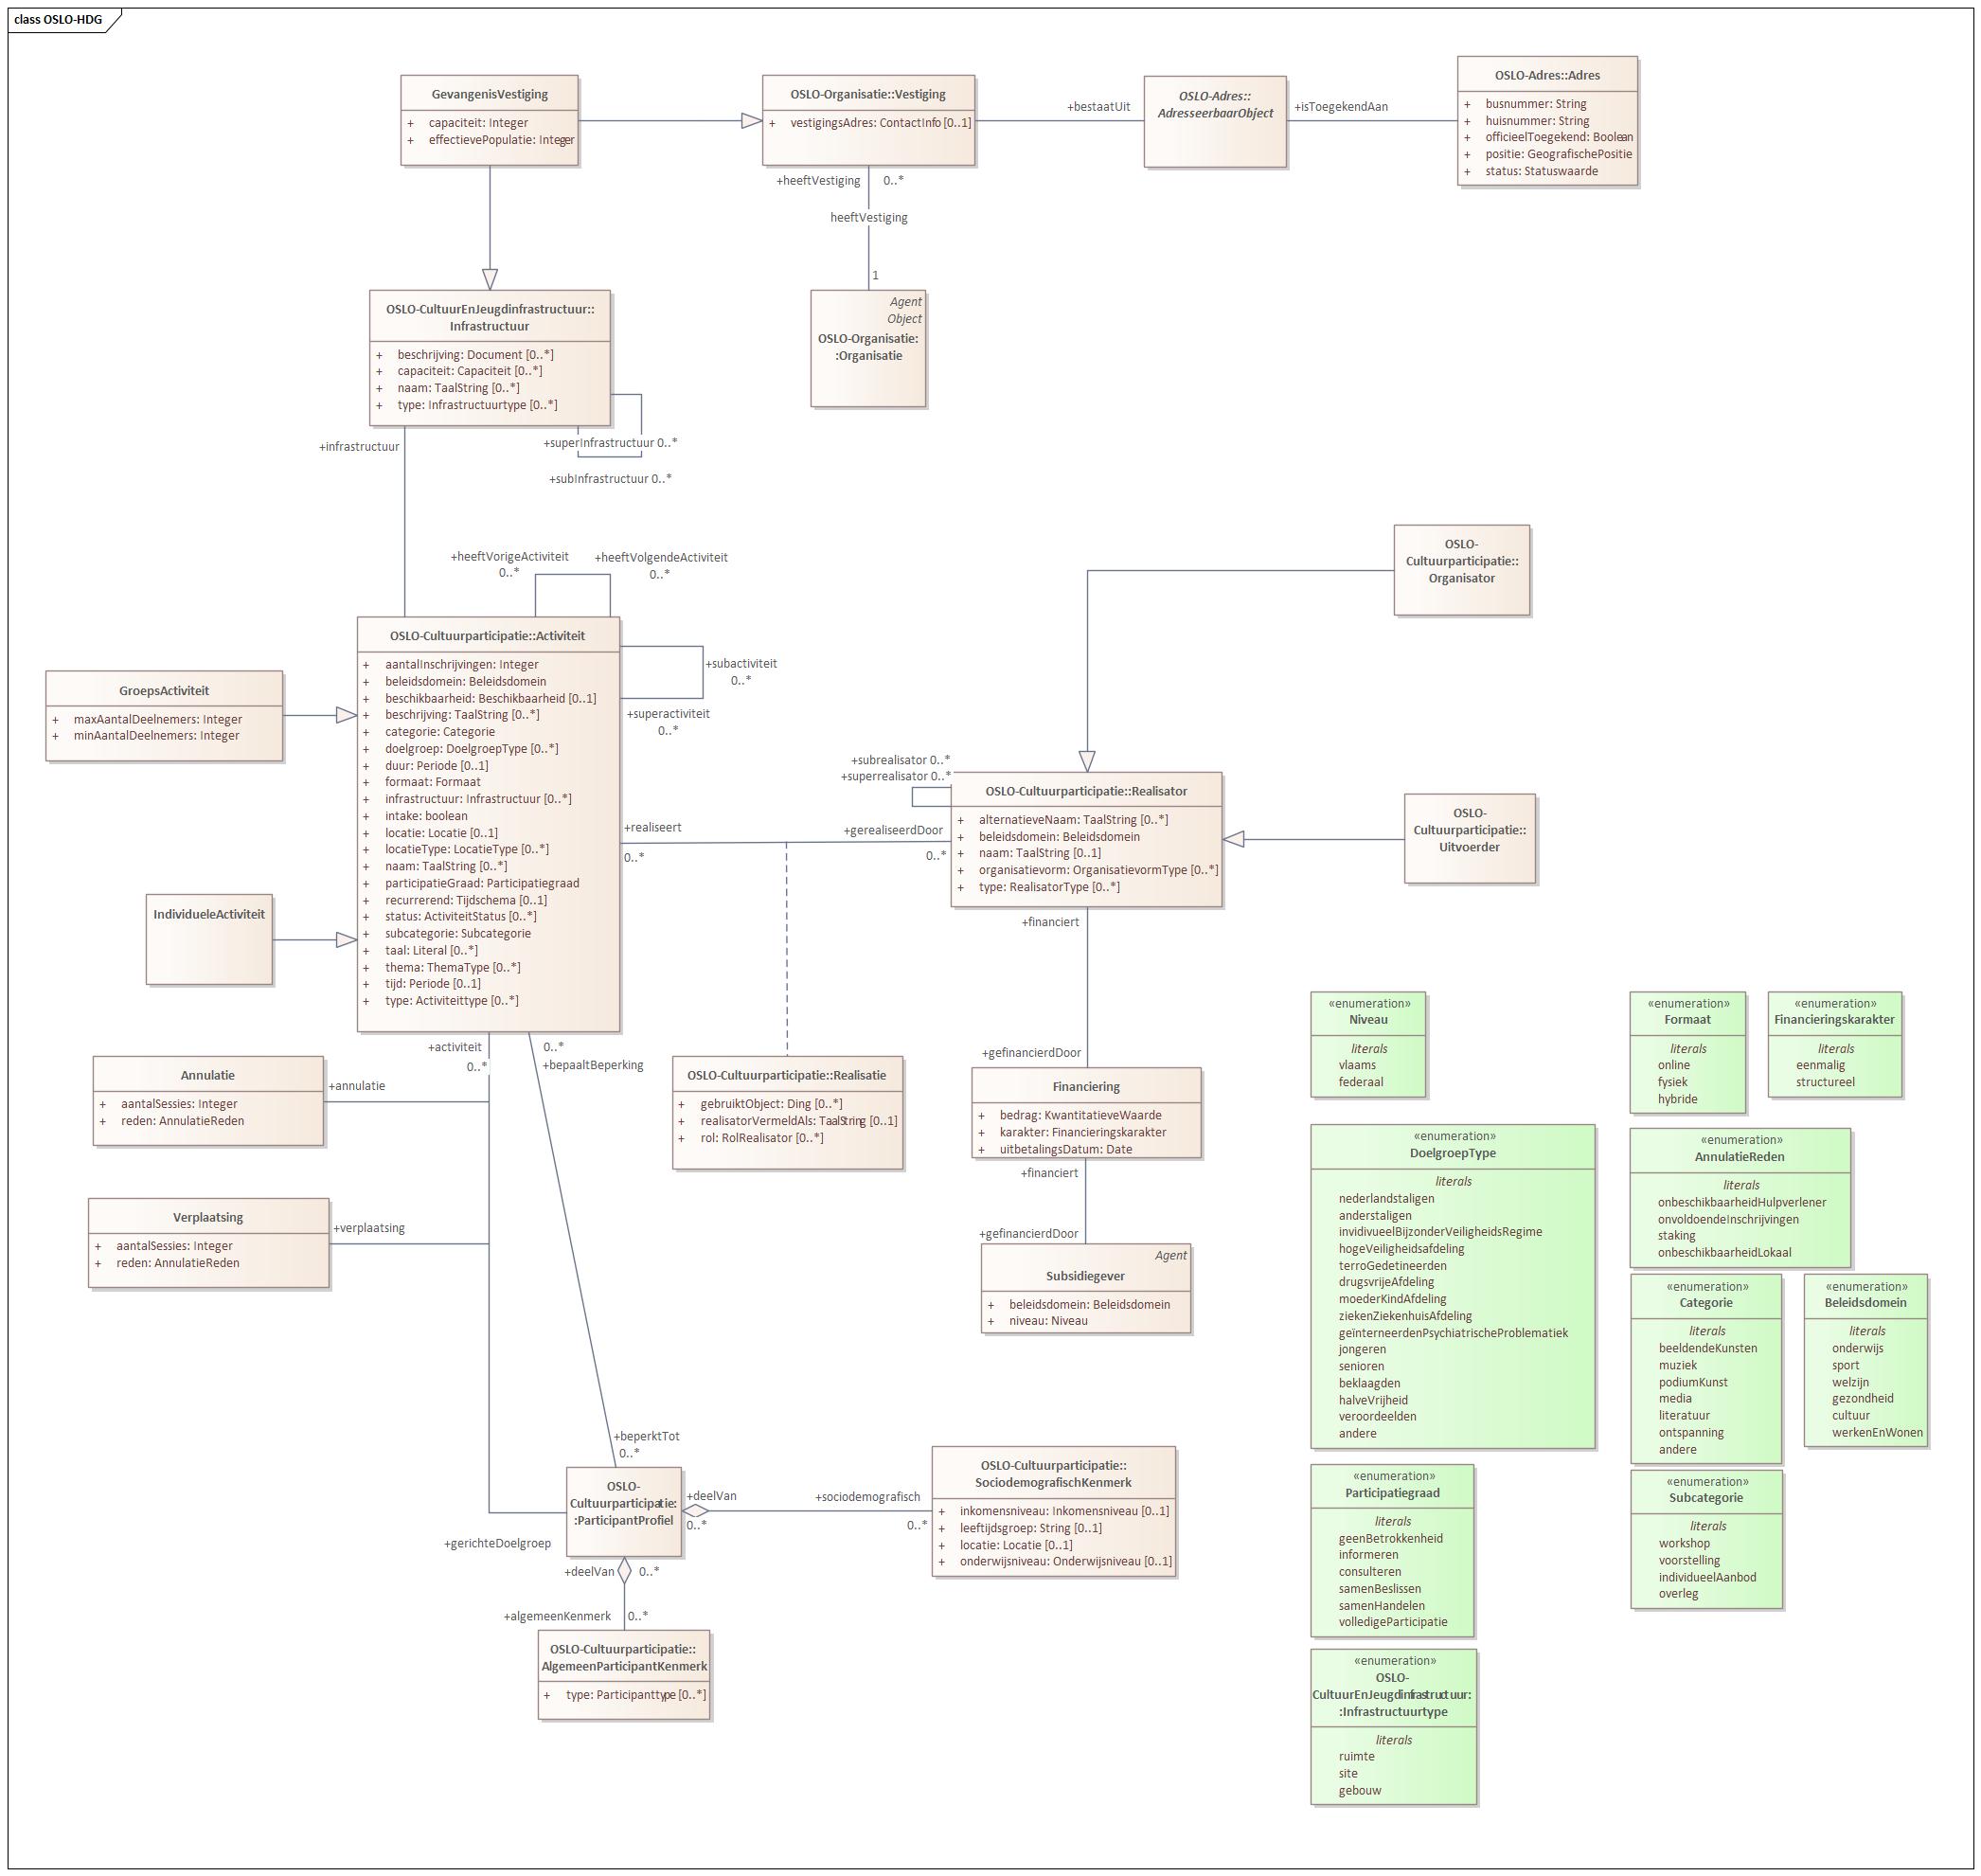 class OSLO-HDG
GevangenisVestiging
+ capaciteit: Integer
+ effectievePopulatie: Integer
OSLO-Organisatie::Vestiging
+ vestigingsAdres: ContactInfo [0..1]
+bestaatUit
OSLO-Adres::
AdresseerbaarObject
+isToegekendAan
OSLO-Adres::Adres
+ busnummer: String
+ huisnummer: String
+ officieelToegekend: Boolean
+ positie: GeografischePositie
+ status: Statuswaarde
+heeftVestiging 0..*
heeftVestiging
1
Agent
Object
OSLO-Organisatie:
:Organisatie
OSLO-CultuurEnJeugdinfrastructuur::
Infrastructuur
+ beschrijving: Document [0..*]
+ capaciteit: Capaciteit [0..*]
+ naam: TaalString [0..*]
+ type: Infrastructuurtype [0..*]
+infrastructuur
+superInfrastructuur 0..*
+subInfrastructuur 0..*
+heeftVorigeActiviteit
0..*
+heeftVolgendeActiviteit
0..*
OSLO-Cultuurparticipatie::Activiteit
+ aantalInschrijvingen: Integer
+ beleidsdomein: Beleidsdomein
+ beschikbaarheid: Beschikbaarheid [0..1]
+ beschrijving: TaalString [0..*]
+ categorie: Categorie
+ doelgroep: DoelgroepType [0..*]
+ duur: Periode [0..1]
+ formaat: Formaat
+ infrastructuur: Infrastructuur [0..*]
+ intake: boolean
+ locatie: Locatie [0..1]
+ locatieType: LocatieType [0..*]
+ naam: TaalString [0..*]
+ participatieGraad: Participatiegraad
+ recurrerend: Tijdschema [0..1]
+ status: ActiviteitStatus [0..*]
+ subcategorie: Subcategorie
+ taal: Literal [0..*]
+ thema: ThemaType [0..*]
+ tijd: Periode [0..1]
+ type: Activiteittype [0..*]
+subactiviteit
0..*
+superactiviteit
0..*
GroepsActiviteit
+ maxAantalDeelnemers: Integer
+ minAantalDeelnemers: Integer
IndividueleActiviteit
OSLO-
Cultuurparticipatie::
Organisator
+subrealisator 0..*
+superrealisator 0..*
OSLO-Cultuurparticipatie::Realisator
+ alternatieveNaam: TaalString [0..*]
+ beleidsdomein: Beleidsdomein
+ naam: TaalString [0..1]
+ organisatievorm: OrganisatievormType [0..*]
+ type: RealisatorType [0..*]
+realiseert
0..*
+gerealiseerdDoor
0..*
OSLO-
Cultuurparticipatie::
Uitvoerder
+financiert
+gefinancierdDoor
Financiering
+ bedrag: KwantitatieveWaarde
+ karakter: Financieringskarakter
+ uitbetalingsDatum: Date
+financiert
+gefinancierdDoor
Agent
Subsidiegever
+ beleidsdomein: Beleidsdomein
+ niveau: Niveau
OSLO-Cultuurparticipatie::Realisatie
+ gebruiktObject: Ding [0..*]
+ realisatorVermeldAls: TaalString [0..1]
+ rol: RolRealisator [0..*]
+activiteit
0..*
0..*
+bepaaltBeperking
Annulatie
+ aantalSessies: Integer
+ reden: AnnulatieReden
+annulatie
Verplaatsing
+ aantalSessies: Integer
+ reden: AnnulatieReden
+verplaatsing
+beperktTot
0..*
OSLO-
Cultuurparticipatie:
:ParticipantProfiel
+gerichteDoelgroep
+deelVan
0..*
+sociodemografisch
0..*
OSLO-Cultuurparticipatie::
SociodemografischKenmerk
+ inkomensniveau: Inkomensniveau [0..1]
+ leeftijdsgroep: String [0..1]
+ locatie: Locatie [0..1]
+ onderwijsniveau: Onderwijsniveau [0..1]
+deelVan 0..*
+algemeenKenmerk 0..*
OSLO-Cultuurparticipatie::
AlgemeenParticipantKenmerk
+ type: Participanttype [0..*]
«enumeration»
Niveau
literals
vlaams
federaal
«enumeration»
Formaat
literals
online
fysiek
hybride
«enumeration»
Financieringskarakter
literals
eenmalig
structureel
«enumeration»
DoelgroepType
literals
nederlandstaligen
anderstaligen
invidivueelBijzonderVeiligheidsRegime
hogeVeiligheidsafdeling
terroGedetineerden
drugsvrijeAfdeling
moederKindAfdeling
ziekenZiekenhuisAfdeling
geïnterneerdenPsychiatrischeProblematiek
jongeren
senioren
beklaagden
halveVrijheid
veroordeelden
andere
«enumeration»
AnnulatieReden
literals
onbeschikbaarheidHulpverlener
onvoldoendeInschrijvingen
staking
onbeschikbaarheidLokaal
«enumeration»
Categorie
literals
beeldendeKunsten
muziek
podiumKunst
media
literatuur
ontspanning
andere
«enumeration»
Beleidsdomein
literals
onderwijs
sport
welzijn
gezondheid
cultuur
werkenEnWonen
«enumeration»
Participatiegraad
literals
geenBetrokkenheid
informeren
consulteren
samenBeslissen
samenHandelen
volledigeParticipatie
«enumeration»
Subcategorie
literals
workshop
voorstelling
individueelAanbod
overleg
«enumeration»
OSLO-
CultuurEnJeugdinfrastructuur:
:Infrastructuurtype
literals
ruimte
site
gebouw